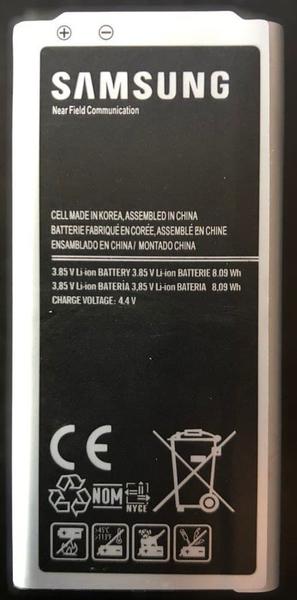 SAMSUNG
Near Field Communication
CELL MADE IN KOREA, ASSEMBLED IN CHINA
BATTERIE FABRIQUÉ EN CORÉE, ASSEMBLÉ EN CHINE
ENSAMBLADO EN CHINA/ MONTADO CHINA
3.85 V Li-ion BATTERY 3.85 V Li-ion BATTERIE 8.09 Wh
3,85 V Li-ion BATERÍA 3,85 V Li-ion BATERIA 8,09 Wh
CHARGE VOLTAGE: 4.4 V
CE
NOM
NYCE